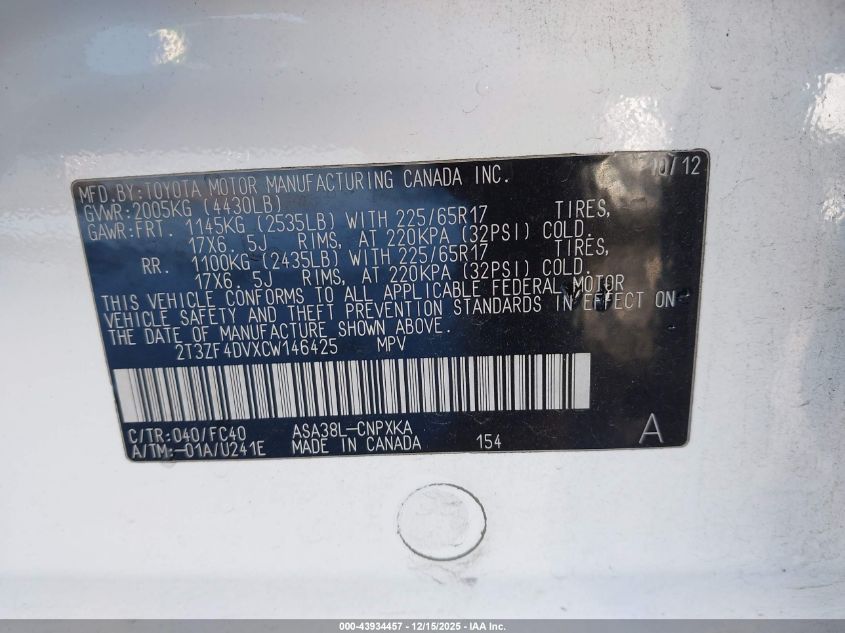 10/12
MFD.BY:TOYOTA MOTOR MANUFACTURING CANADA INC.
GVWR:2005KG (4430LB)
GAWR:FRT. 1145KG (2535LB) WITH 225/65R17 TIRES,
17X6.5J RIMS, AT 220KPA (32PSI) COLD.
RR. 1100KG (2435LB) WITH 225/65R17 TIRES,
17X6.5J RIMS, AT 220KPA (32PSI) COLD.
THIS VEHICLE CONFORMS TO ALL APPLICABLE FEDERAL MOTOR
VEHICLE SAFETY AND THEFT PREVENTION STANDARDS IN EFFECT ON
THE DATE OF MANUFACTURE SHOWN ABOVE.
2T3ZF4DVXCW146425 MPV
C/TR:040/FC40 ASA38L-CNPXKA
A/TM:-01A/U241E MADE IN CANADA 154 A
000-43934457 - 12/15/2025 - IAA Inc.